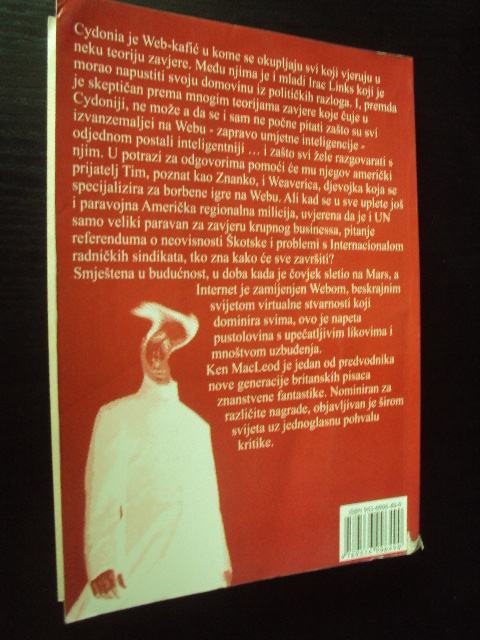 Cydonia je Web-kafić u kome se okupljaju svi koji vjeruju u
neku teoriju zavjere. Među njima je i mladi Irac Links koji je
morao napustiti svoju domovinu iz političkih razloga. I, premda
je skeptičan prema mnogim teorijama zavjere koje čuje u
Cydoniji, ne može a da se i sam ne počne pitati zašto su svi
izvanzemaljci na Webu - zapravo umjetne inteligencije -
odjednom postali inteligentniji ... i zašto svi žele razgovarati s
njim. U potrazi za odgovorima pomoći će mu njegov američki
prijatelj Tim, poznat kao Znanko, i Weaverica, djevojka koja se
specijalizira za borbene igre na Webu. Ali kad se u sve uplete još
i paravojna Američka regionalna milicija, uvjerena da je i UN
samo veliki paravan za zavjeru krupnog businessa, pitanje
referenduma o neovisnosti Škotske i problemi s Internacionalom
radničkih sindikata, tko zna kako će sve završiti?
Smještena u budućnost, u doba kada je čovjek sletio na Mars, a
Internet je zamijenjen Webom, beskrajnim
svijetom virtualne stvarnosti koji
dominira svima, ovo je napeta
pustolovina s upečatljivim likovima i
mnoštvom uzbuđenja.
Ken MacLeod je jedan od predvodnika
nove generacije britanskih pisaca
znanstvene fantastike. Nominiran za
različite nagrade, objavljivan je širom
svijeta uz jednoglasnu pohvalu
kritike.
ISBN